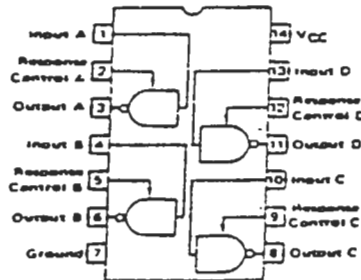 Input A 1
14 VCC
Response Control A 2
13 Input D
Output A 3
12 Response Control D
Input B 4
11 Output D
Response Control B 5
10 Input C
Output B 6
9 Response Control C
Ground 7
8 Output C